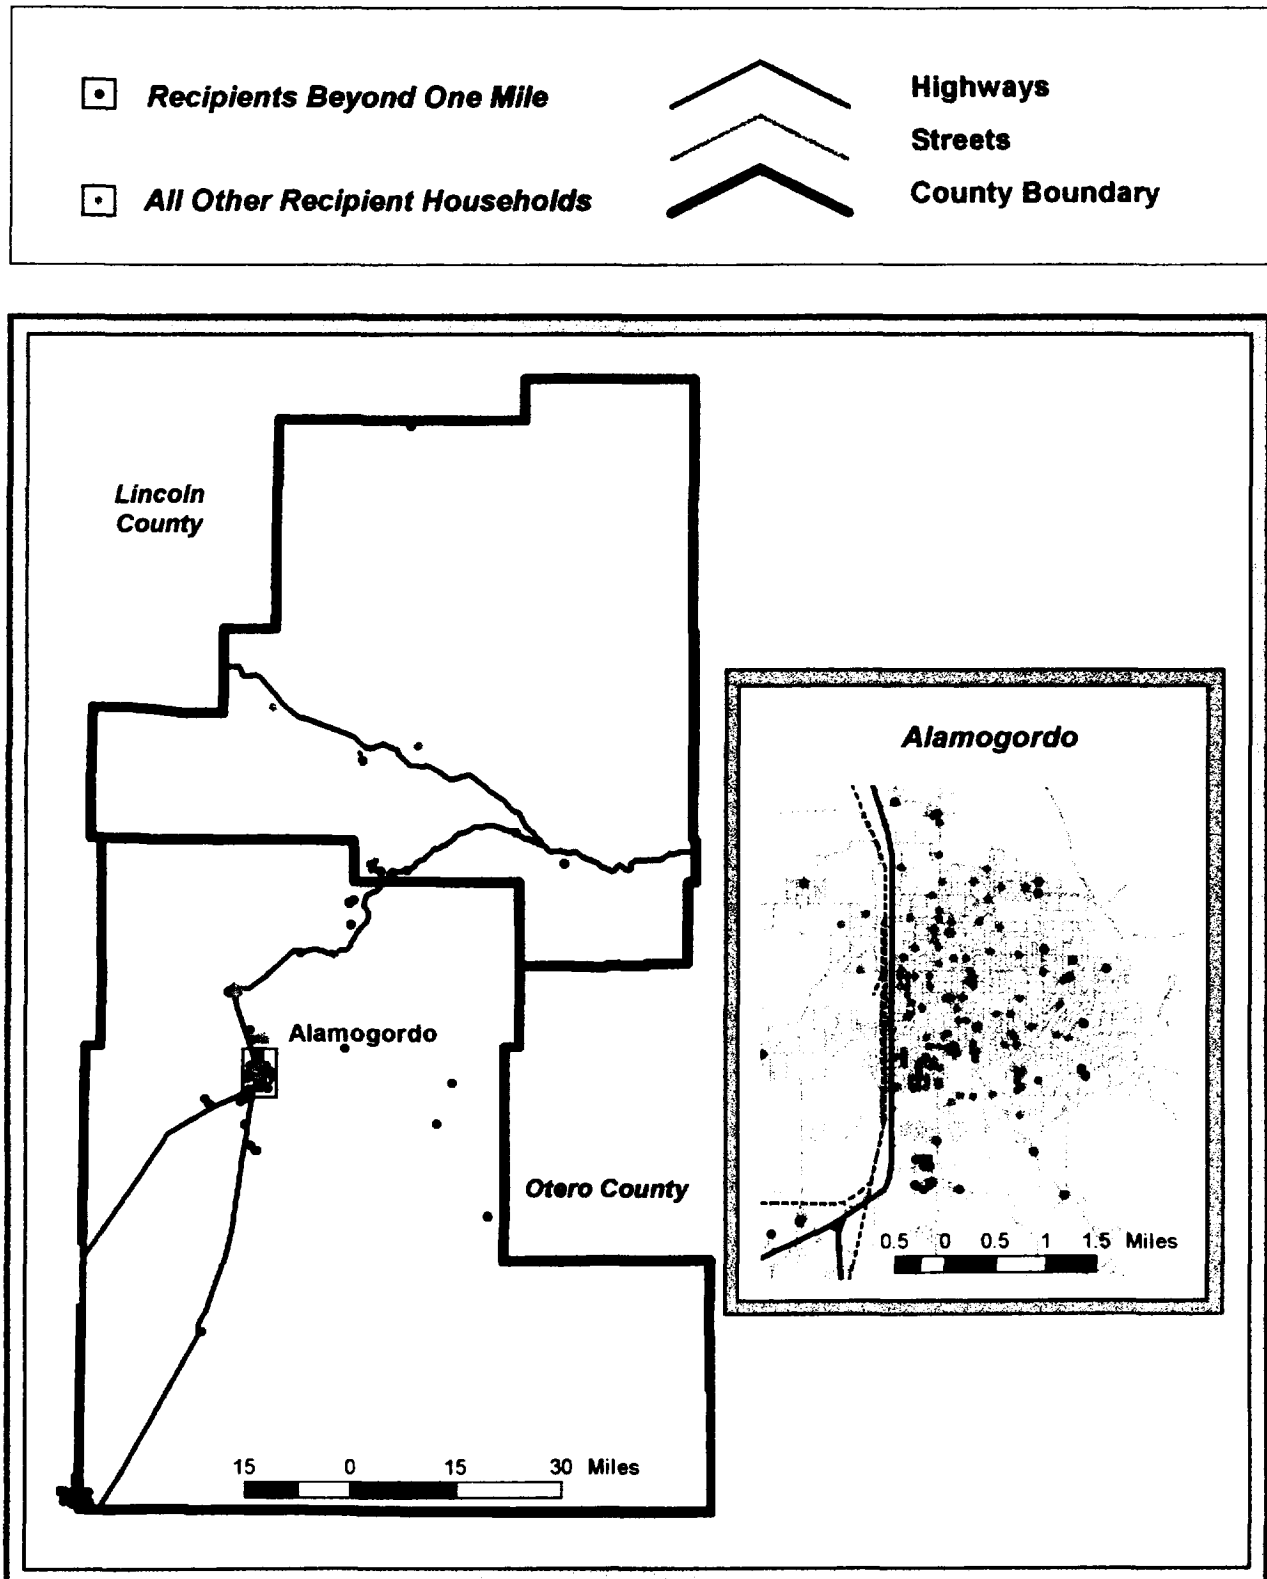 Recipients Beyond One Mile
All Other Recipient Households
Highways
Streets
County Boundary
Lincoln
County
Alamogordo
Otero County
15 0 15 30 Miles
Alamogordo
0.5 0 0.5 1 1.5 Miles